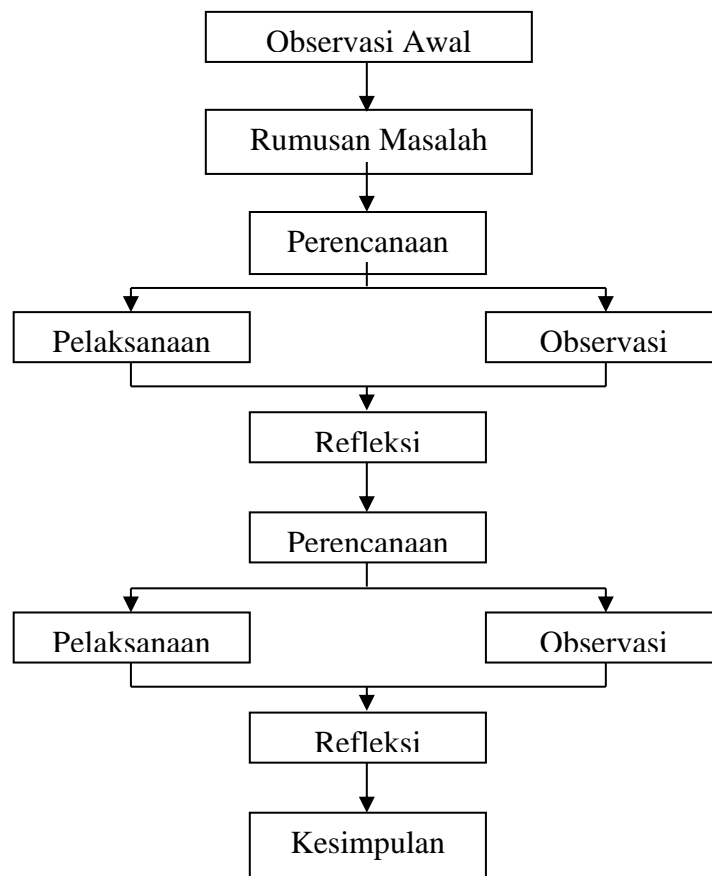 Observasi Awal
Rumusan Masalah
Perencanaan
Pelaksanaan
Observasi
Refleksi
Perencanaan
Pelaksanaan
Observasi
Refleksi
Kesimpulan